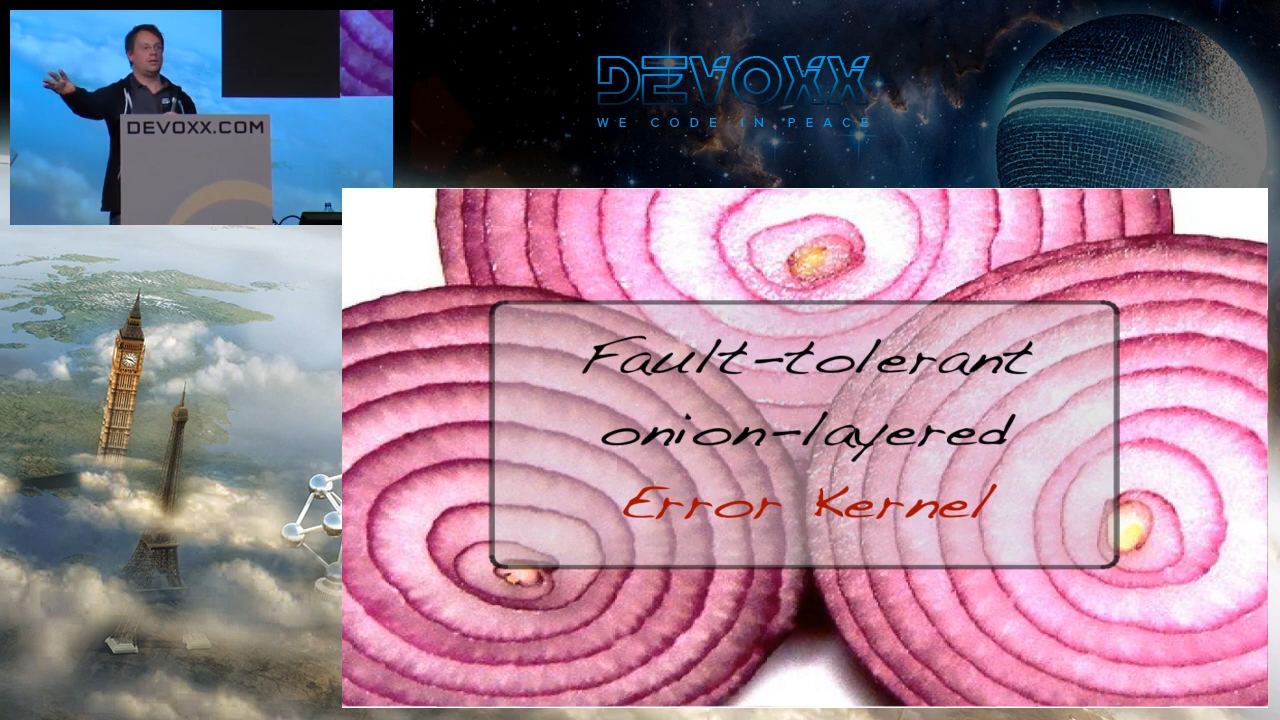 DEVOXX.COM
DEVOXX
WE CODE IN PEACE
Fault-tolerant
onion-layered
Error Kernel